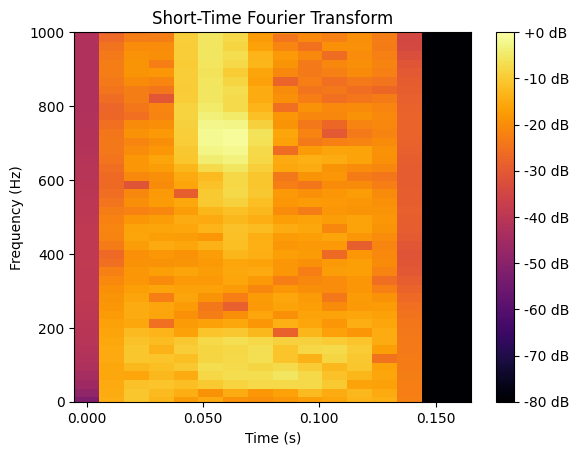 Short-Time Fourier Transform
1000
800
600
400
200
0
Frequency (Hz)
0.000
0.050
0.100
0.150
Time (s)
+0 dB
-10 dB
-20 dB
-30 dB
-40 dB
-50 dB
-60 dB
-70 dB
-80 dB